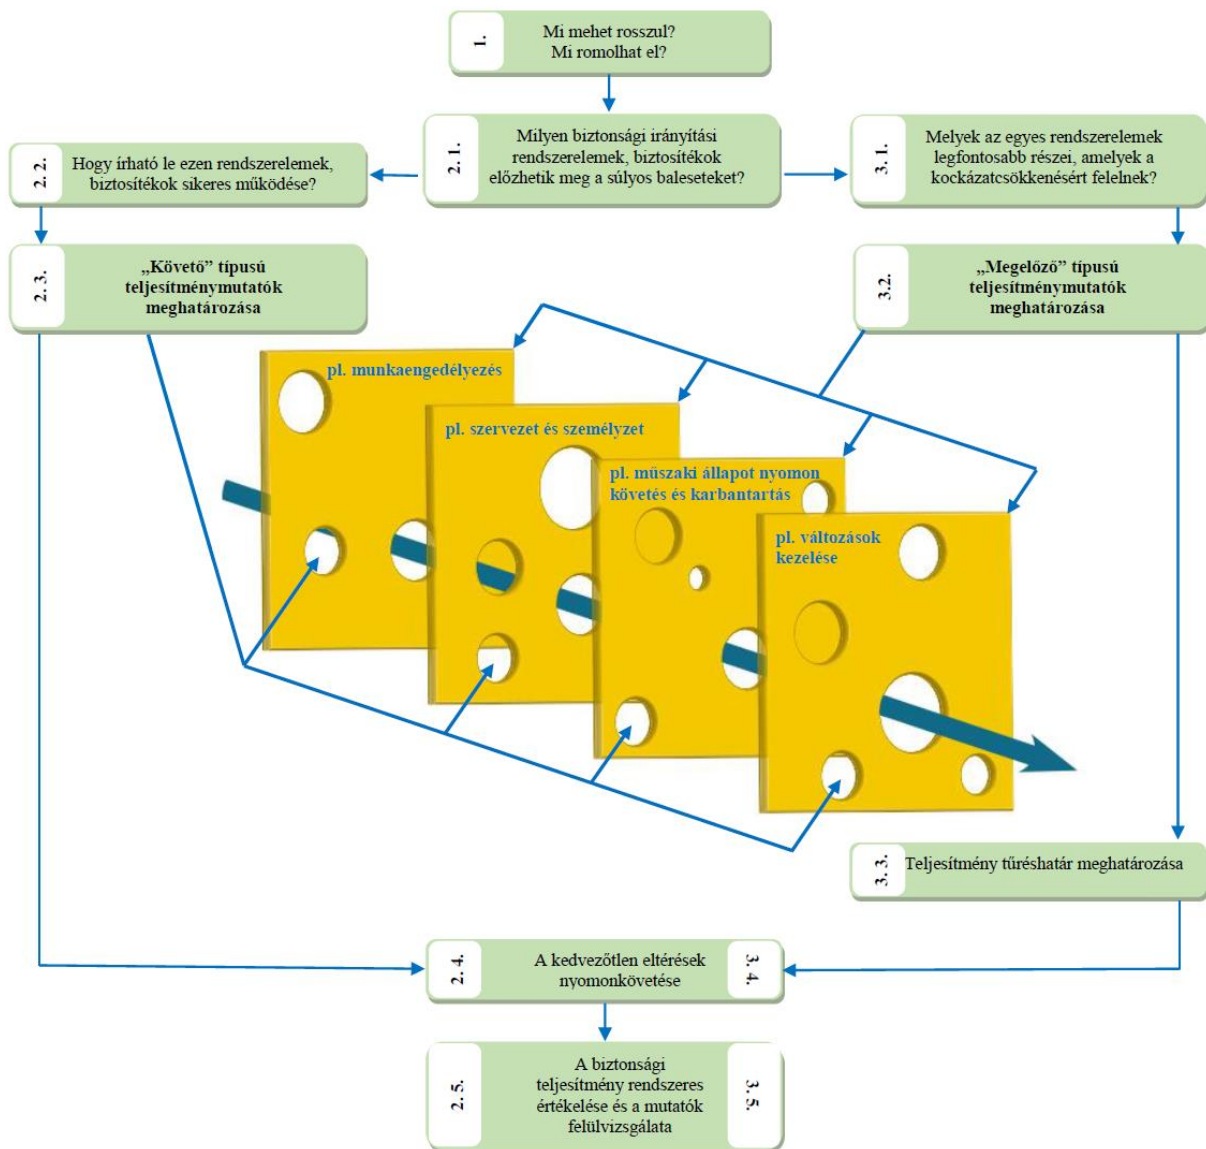 1.
Mi mehet rosszul?
Mi romolhat el?
2. 1.
Milyen biztonsági irányítási
rendszerelemek, biztosítékok
előzhetik meg a súlyos baleseteket?
2. 2.
Hogy írható le ezen rendszerelemek,
biztosítékok sikeres működése?
3. 1.
Melyek az egyes rendszerelemek
legfontosabb részei, amelyek a
kockázatcsökkenésért felelnek?
2. 3.
„Követő” típusú
teljesítménymutatók
meghatározása
3.2.
„Megelőző” típusú
teljesítménymutatók
meghatározása
pl. munkaengedélyezés
pl. szervezet és személyzet
pl. műszaki állapot nyomon
követés és karbantartás
pl. változások
kezelése
3. 3.
Teljesítmény tűréshatár meghatározása
2. 4.
A kedvezőtlen eltérések
nyomonkövetése
3. 4.
2. 5.
A biztonsági
teljesítmény rendszeres
értékelése és a mutatók
felülvizsgálata
3. 5.